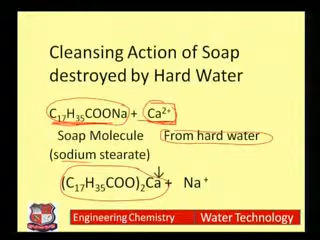 Cleansing Action of Soap
destroyed by Hard Water
C₁₇H₃₅COONa + Ca²⁺
Soap Molecule From hard water
(sodium stearate)
(C₁₇H₃₅COO)₂Ca + Na⁺
Engineering Chemistry Water Technology